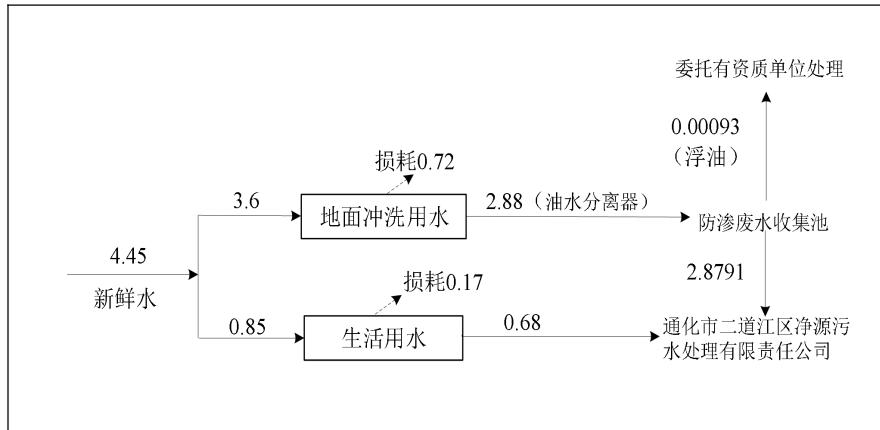 委托有资质单位处理
0.00093
（浮油）
损耗0.72
3.6
地面冲洗用水
2.88（油水分离器）
防渗废水收集池
4.45
新鲜水
2.8791
损耗0.17
0.85
生活用水
0.68
通化市二道江区净源污
水处理有限责任公司